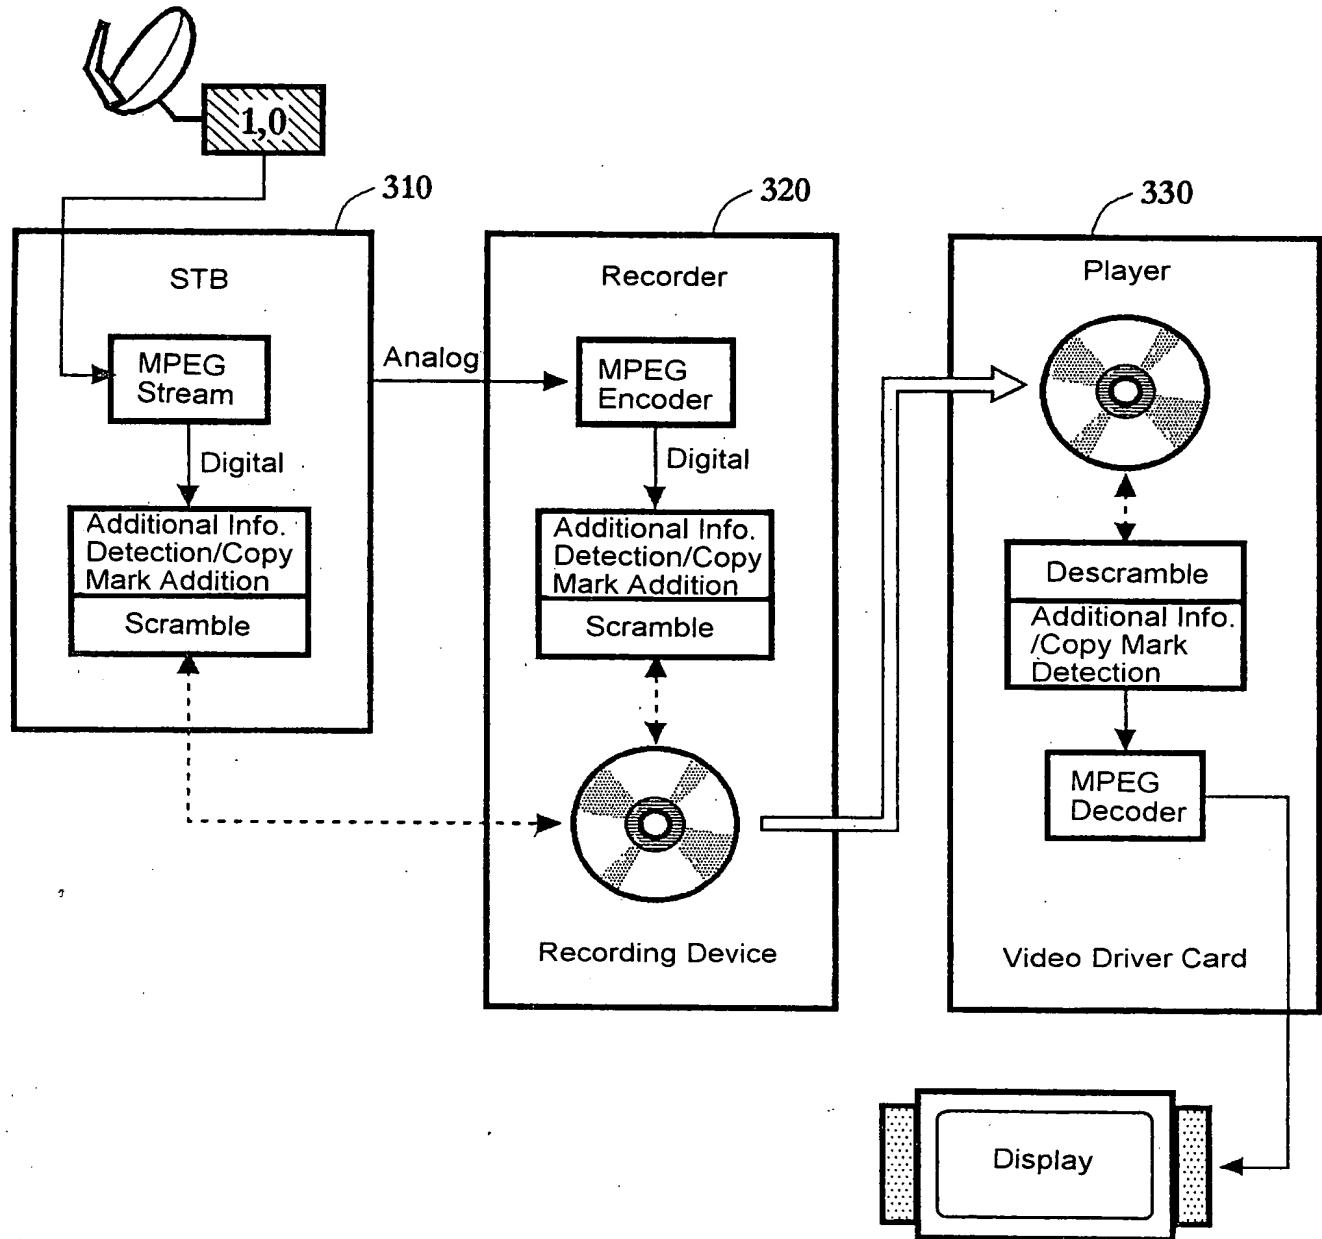 1,0
310
320
330
STB
MPEG
Stream
Digital
Additional Info.
Detection/Copy
Mark Addition
Scramble
Analog
Recorder
MPEG
Encoder
Digital
Additional Info.
Detection/Copy
Mark Addition
Scramble
Recording Device
Player
Descramble
Additional Info.
/Copy Mark
Detection
MPEG
Decoder
Video Driver Card
Display